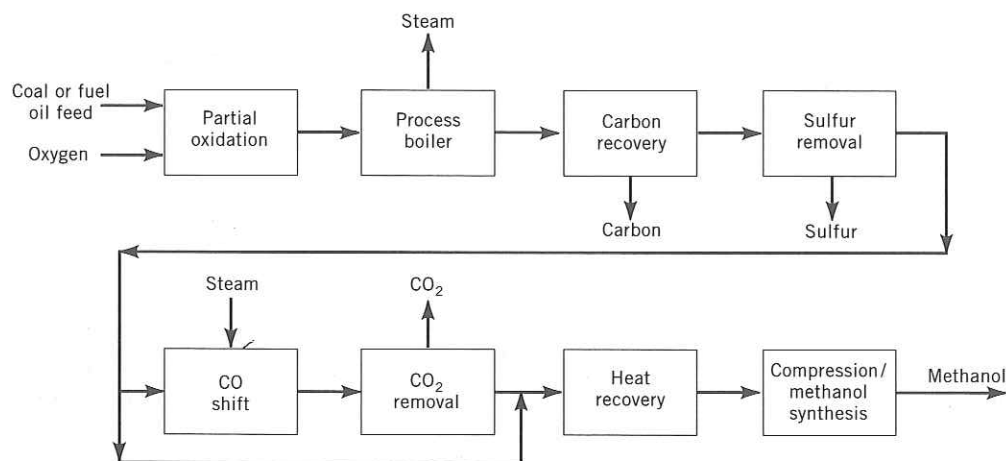 Steam
Coal or fuel
oil feed
Oxygen
Partial
oxidation
Process
boiler
Carbon
recovery
Sulfur
removal
Carbon
Sulfur
Steam
CO₂
CO
shift
CO₂
removal
Heat
recovery
Compression/
methanol
synthesis
Methanol